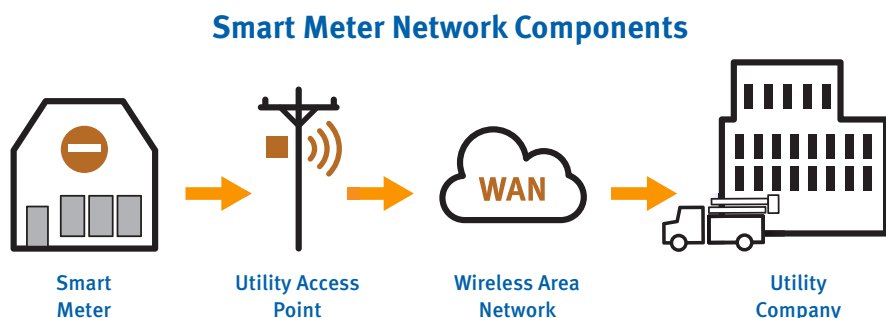 Smart Meter Network Components
WAN
Smart
Meter
Utility Access
Point
Wireless Area
Network
Utility
Company